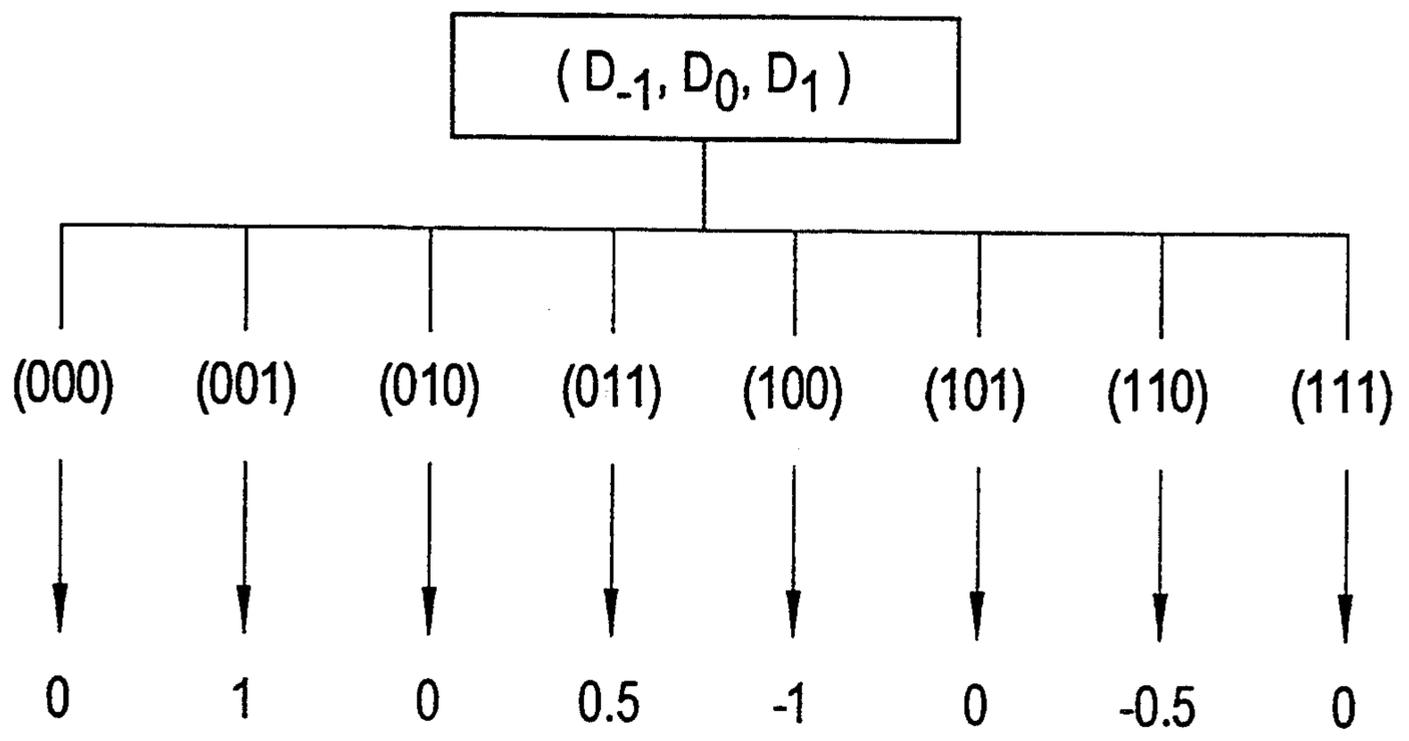 ( D-1, D0, D1 )
(000) (001) (010) (011) (100) (101) (110) (111)
0 1 0 0.5 -1 0 -0.5 0